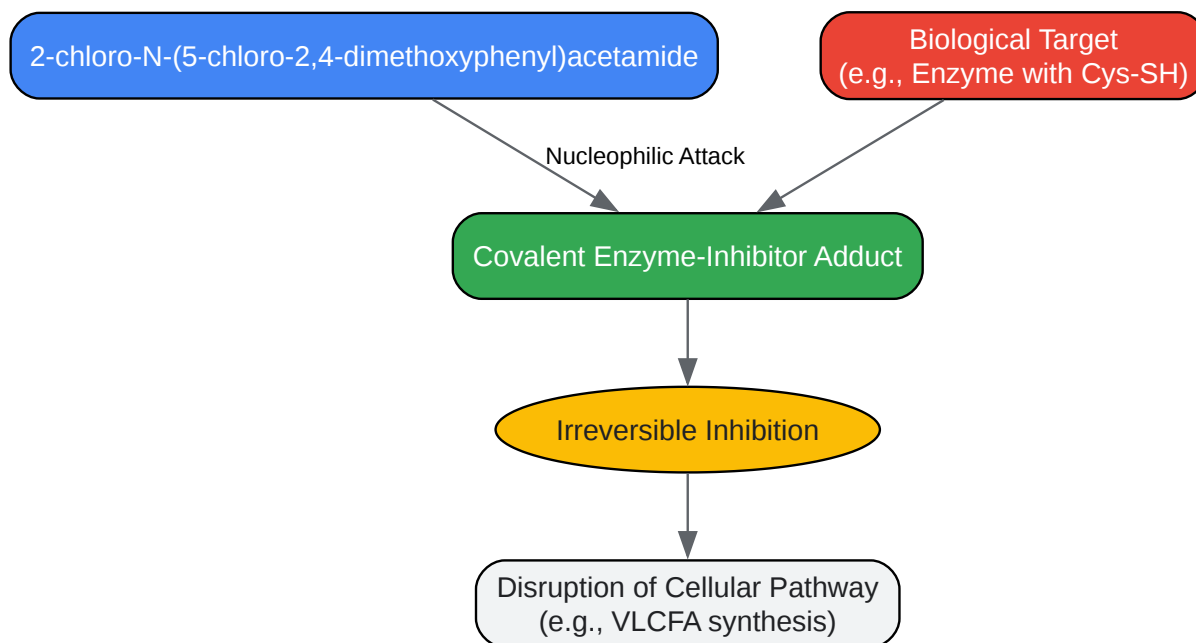 2-chloro-N-(5-chloro-2,4-dimethoxyphenyl)acetamide
Biological Target
(e.g., Enzyme with Cys-SH)
Nucleophilic Attack
Covalent Enzyme-Inhibitor Adduct
Irreversible Inhibition
Disruption of Cellular Pathway
(e.g., VLCFA synthesis)